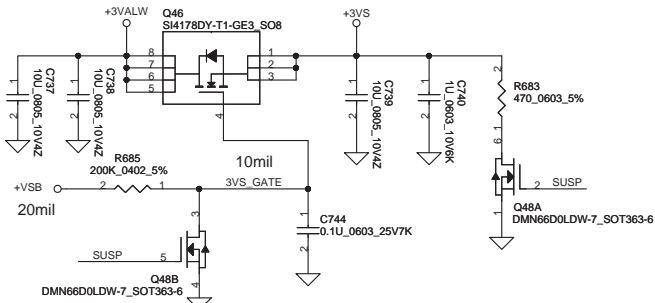 +3VALW
Q46
SI4178DY-T1-GE3_SO8
+3VS
8
7
6
5
1
2
3
4
1
2
C737
10U_0805_10V4Z
1
2
C738
10U_0805_10V4Z
1
2
C739
10U_0805_10V4Z
1
2
C740
1U_0603_10V6K
2
R683
470_0603_5%
1
6
2
SUSP
1
Q48A
DMN66D0LDW-7_SOT363-6
R685
200K_0402_5%
10mil
+VSB
2
1
3VS_GATE
20mil
3
SUSP
5
4
Q48B
DMN66D0LDW-7_SOT363-6
1
2
C744
0.1U_0603_25V7K